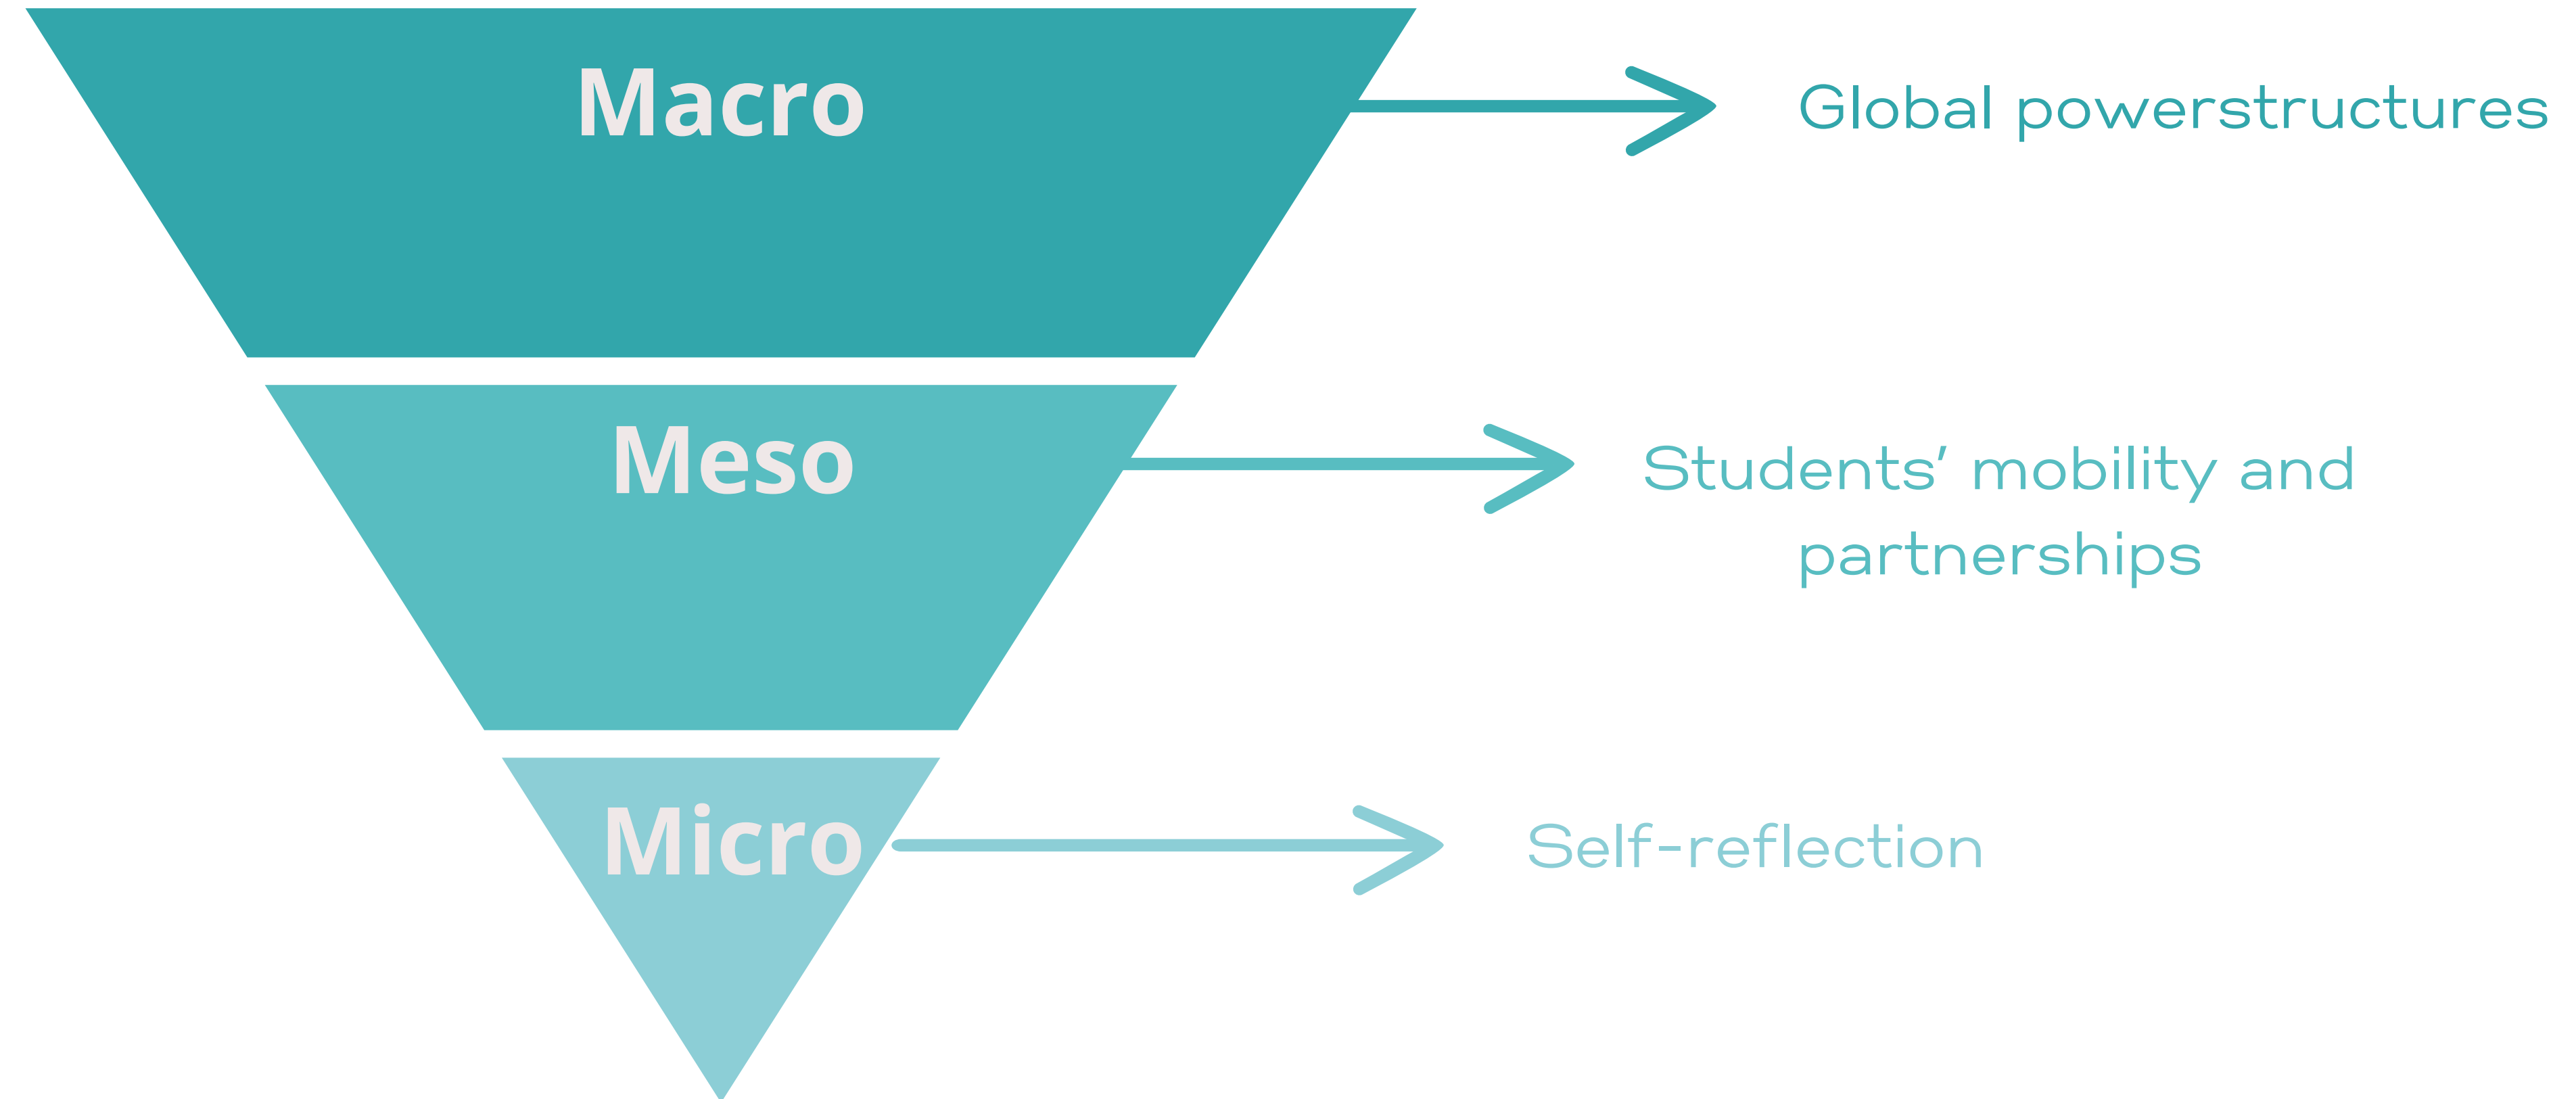 Macro
Global powerstructures
Meso
Students' mobility and
partnerships
Micro
Self-reflection